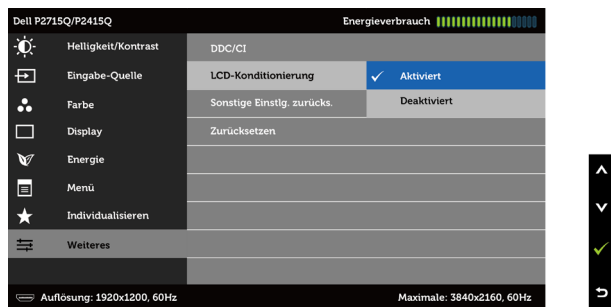 Dell P2715Q/P2415Q
Energieverbrauch
Helligkeit/Kontrast
DDC/CI
Eingabe-Quelle
LCD-Konditionierung
Aktiviert
Farbe
Sonstige Einstlg. zurücks.
Deaktiviert
Display
Zurücksetzen
Energie
Menü
Individualisieren
Weiteres
Auflösung: 1920x1200, 60Hz
Maximale: 3840x2160, 60Hz